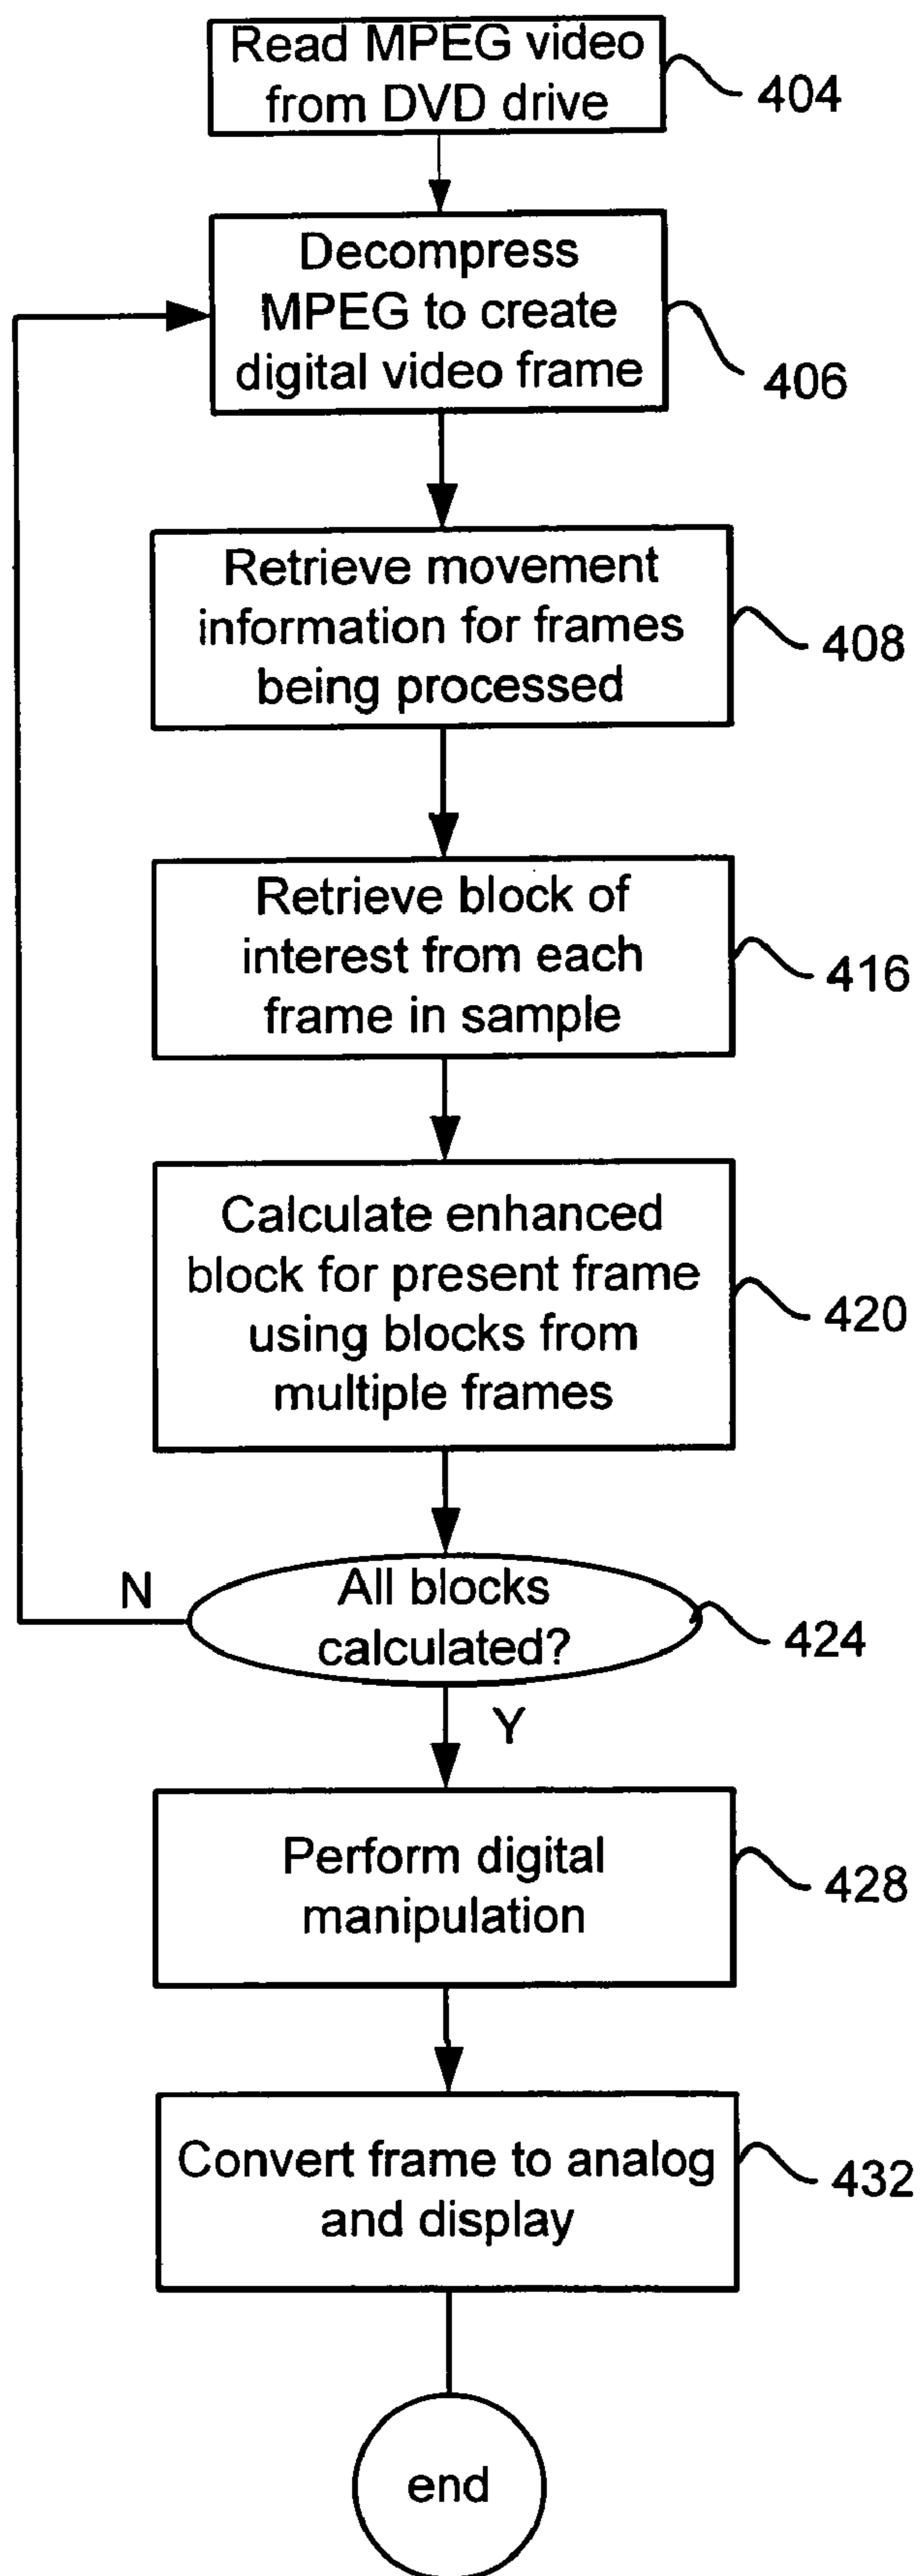 Read MPEG video
from DVD drive
404
Decompress
MPEG to create
digital video frame
406
Retrieve movement
information for frames
being processed
408
Retrieve block of
interest from each
frame in sample
416
Calculate enhanced
block for present frame
using blocks from
multiple frames
420
N
All blocks
calculated?
424
Y
Perform digital
manipulation
428
Convert frame to analog
and display
432
end